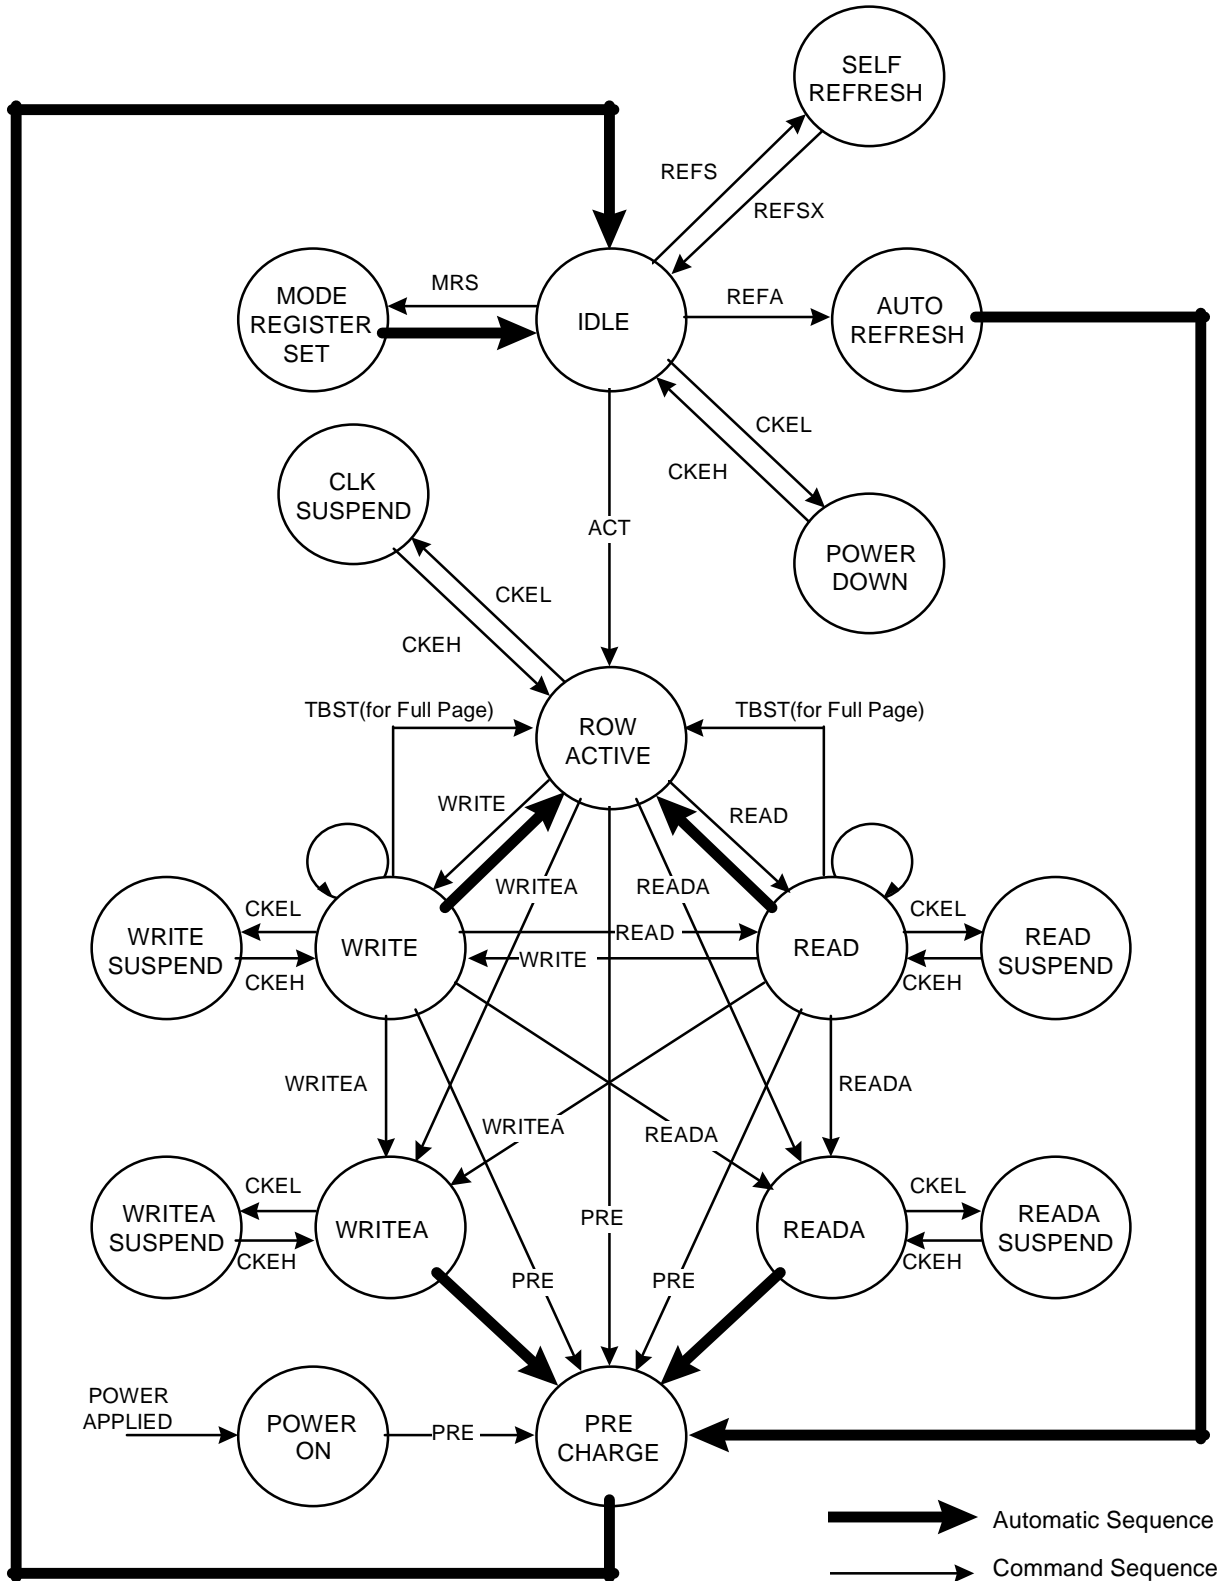 SELF
REFRESH
REFS
REFSX
MRS
REFA
MODE
REGISTER
SET
IDLE
AUTO
REFRESH
CKEL
CKEH
CLK
SUSPEND
ACT
POWER
DOWN
CKEL
CKEH
TBST(for Full Page)
TBST(for Full Page)
ROW
ACTIVE
WRITE
READ
WRITEA
READA
CKEL
CKEL
WRITE
SUSPEND
WRITE
READ
WRITE
READ
READ
SUSPEND
CKEH
CKEH
WRITEA
READA
WRITEA
READA
CKEL
CKEL
WRITEA
SUSPEND
WRITEA
PRE
READA
READA
SUSPEND
CKEH
CKEH
PRE
PRE
POWER
APPLIED
POWER
ON
PRE
PRE
CHARGE
Automatic Sequence
Command Sequence